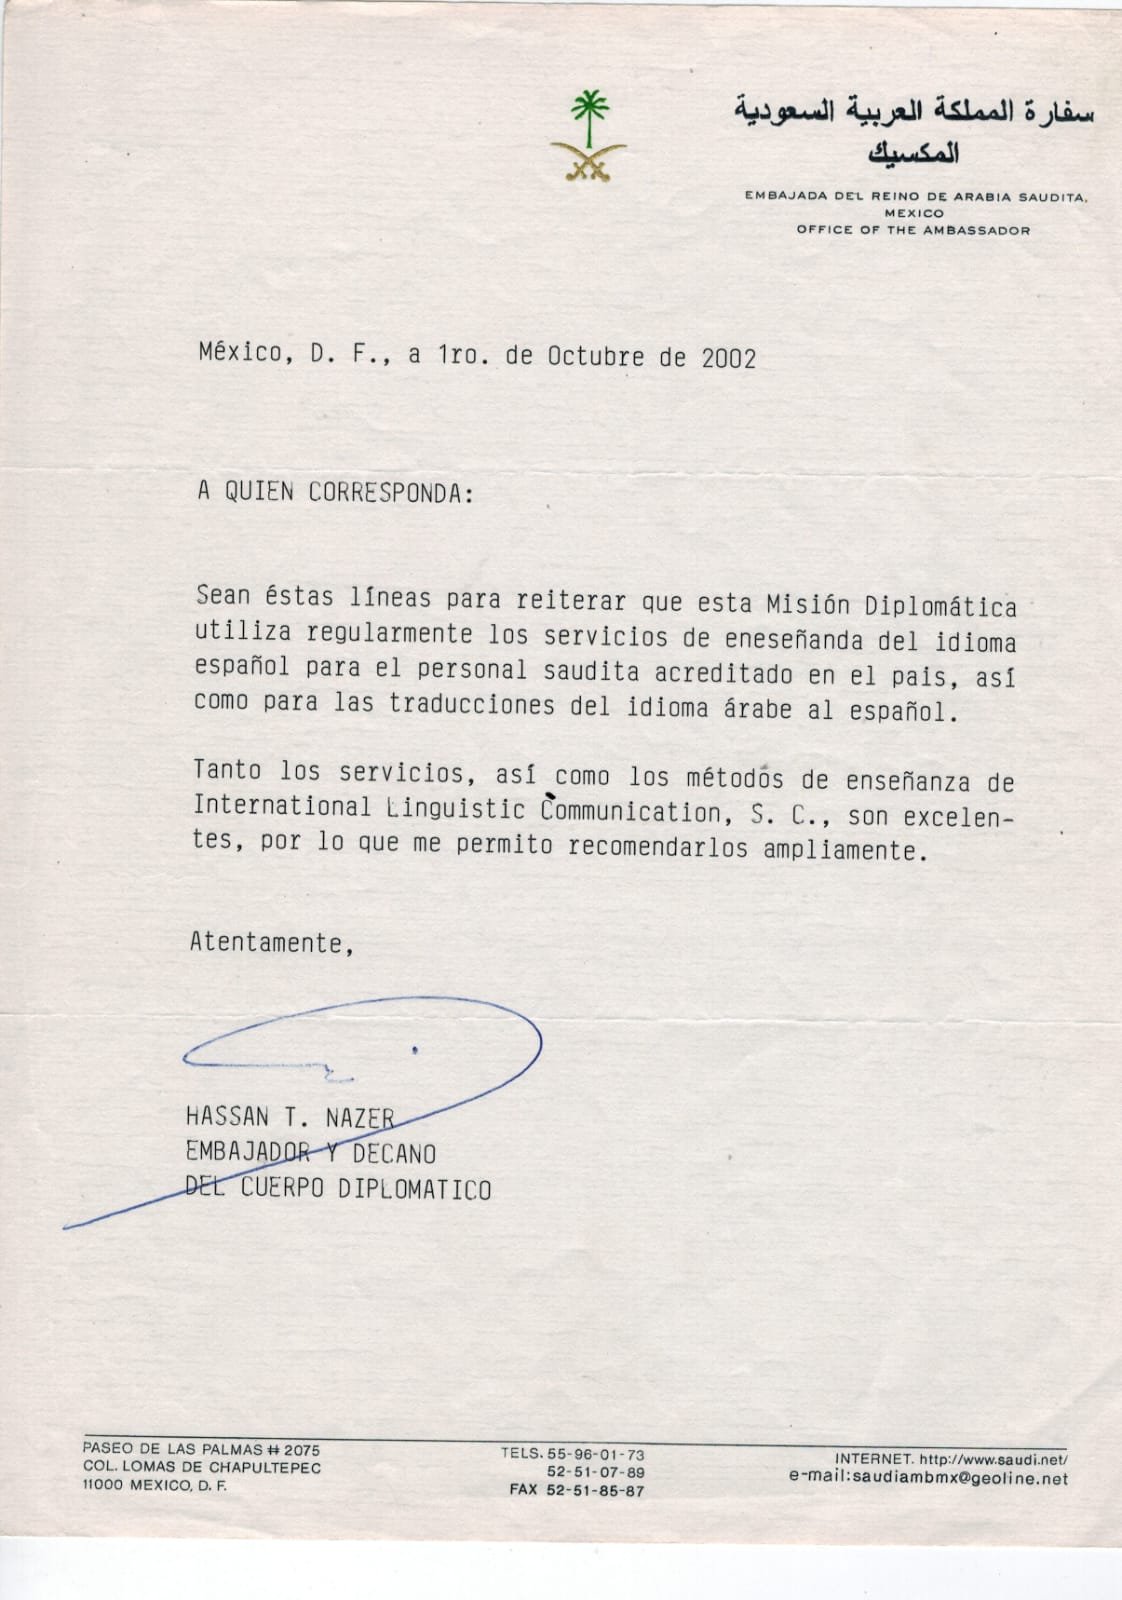 سفارة المملكة العربية السعودية
المكسيك
EMBAJADA DEL REINO DE ARABIA SAUDITA.
MEXICO
OFFICE OF THE AMBASSADOR
México, D. F., a 1ro. de Octubre de 2002
A QUIEN CORRESPONDA:
Sean éstas líneas para reiterar que esta Misión Diplomática
utiliza regularmente los servicios de eneseñanda del idioma
español para el personal saudita acreditado en el pais, así
como para las traducciones del idioma árabe al español.
Tanto los servicios, así como los métodos de enseñanza de
International Linguistic Communication, S. C., son excelen-
tes, por lo que me permito recomendarlos ampliamente.
Atentamente,
HASSAN T. NAZER
EMBAJADOR Y DECANO
DEL CUERPO DIPLOMATICO
PASEO DE LAS PALMAS # 2075
COL. LOMAS DE CHAPULTEPEC
11000 MEXICO, D. F.
TELS. 55-96-01-73
52-51-07-89
FAX 52-51-85-87
INTERNET. http://www.saudi.net/
e-mail:saudiambmx@geoline.net